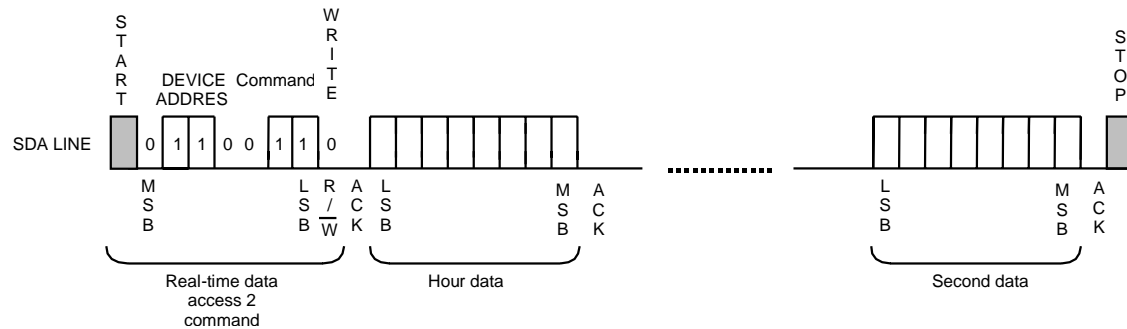 START
WRITE
STOP
DEVICE
ADDRES
Command
SDA LINE
0 1 1 0 0 1 1 0
MSB
LSB
R/W
ACK
LSB
MSB
ACK
LSB
MSB
ACK
Real-time data
access 2
command
Hour data
Second data